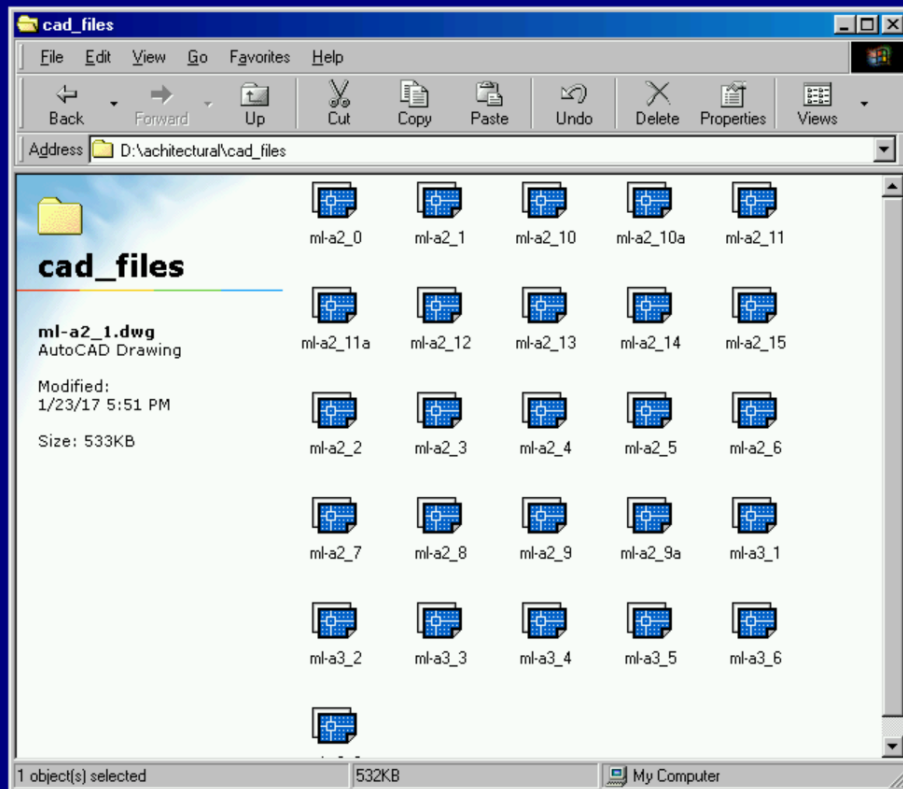 cad_files
File Edit View Go Favorites Help
Back Forward Up Cut Copy Paste Undo Delete Properties Views
Address D:\achitectural\cad_files
cad_files
ml-a2_1.dwg
AutoCAD Drawing
Modified:
1/23/17 5:51 PM
Size: 533KB
ml-a2_0 ml-a2_1 ml-a2_10 ml-a2_10a ml-a2_11
ml-a2_11a ml-a2_12 ml-a2_13 ml-a2_14 ml-a2_15
ml-a2_2 ml-a2_3 ml-a2_4 ml-a2_5 ml-a2_6
ml-a2_7 ml-a2_8 ml-a2_9 ml-a2_9a ml-a3_1
ml-a3_2 ml-a3_3 ml-a3_4 ml-a3_5 ml-a3_6
1 object(s) selected 532KB My Computer